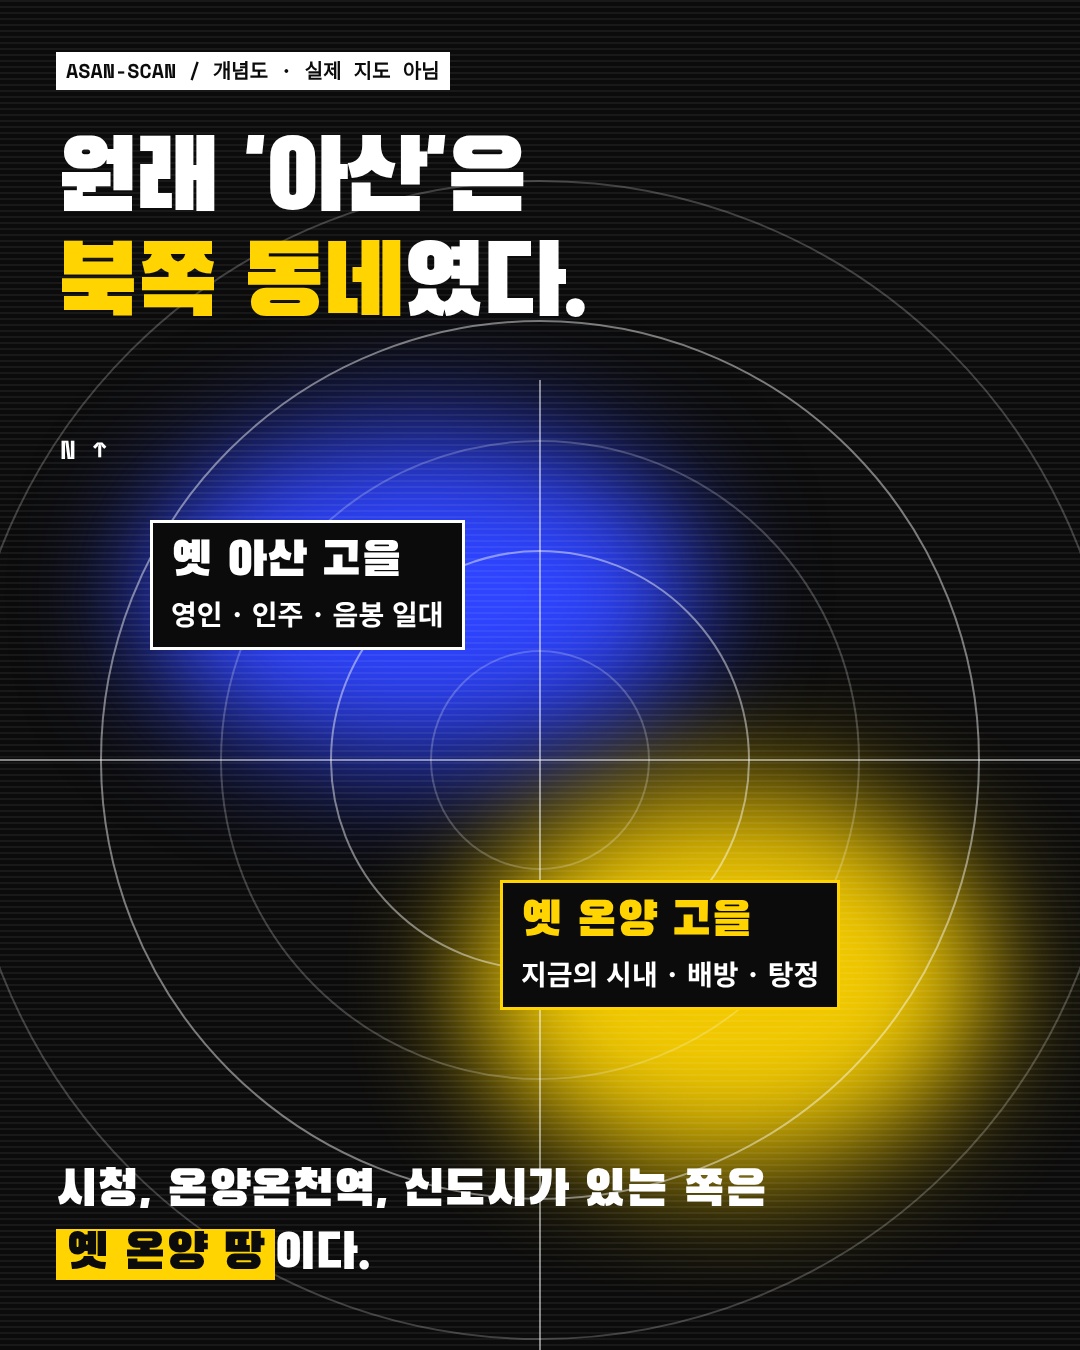 ASAN-SCAN / 개념도 · 실제 지도 아님
원래 '아산'은
북쪽 동네였다.
N ↑
옛 아산 고을
영인 · 인주 · 음봉 일대
옛 온양 고을
지금의 시내 · 배방 · 탕정
시청, 온양온천역, 신도시가 있는 쪽은
옛 온양 땅이다.